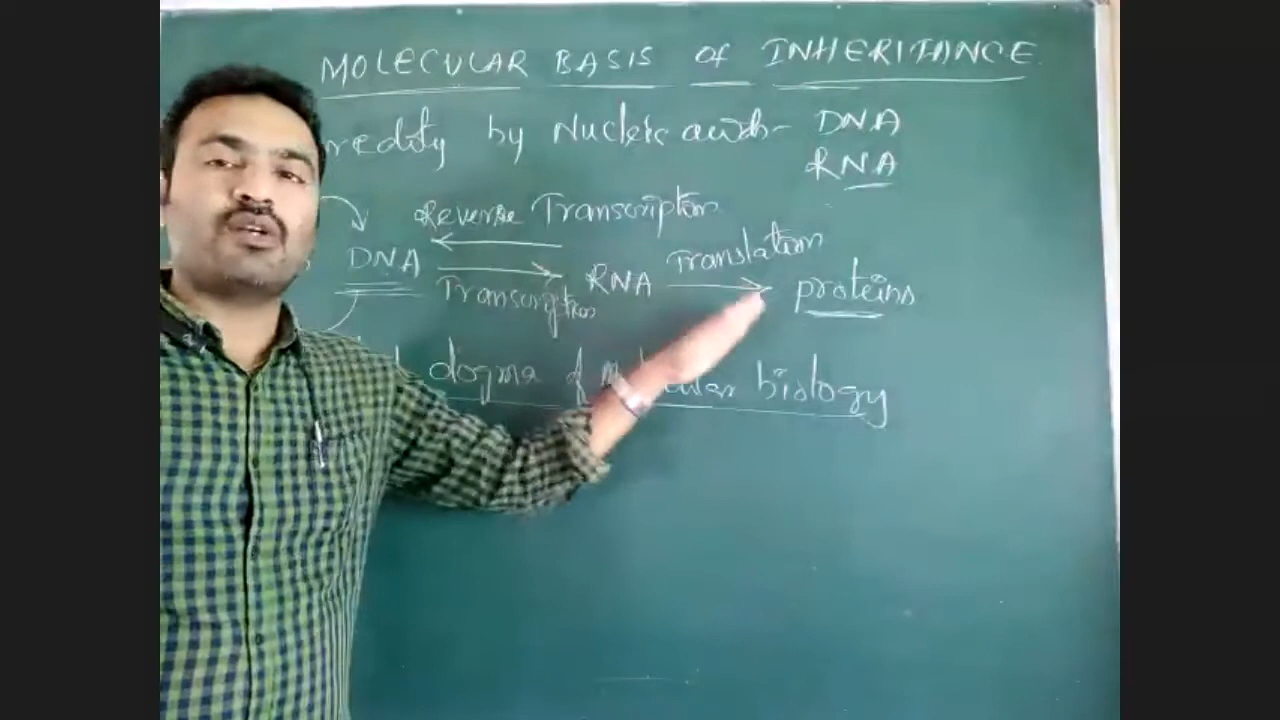 MOLECULAR BASIS of INHERITANCE
redity by Nucleic acids - DNA
RNA
Reverse Transcription
Translation
DNA RNA proteins
Transcription
dogma of biology